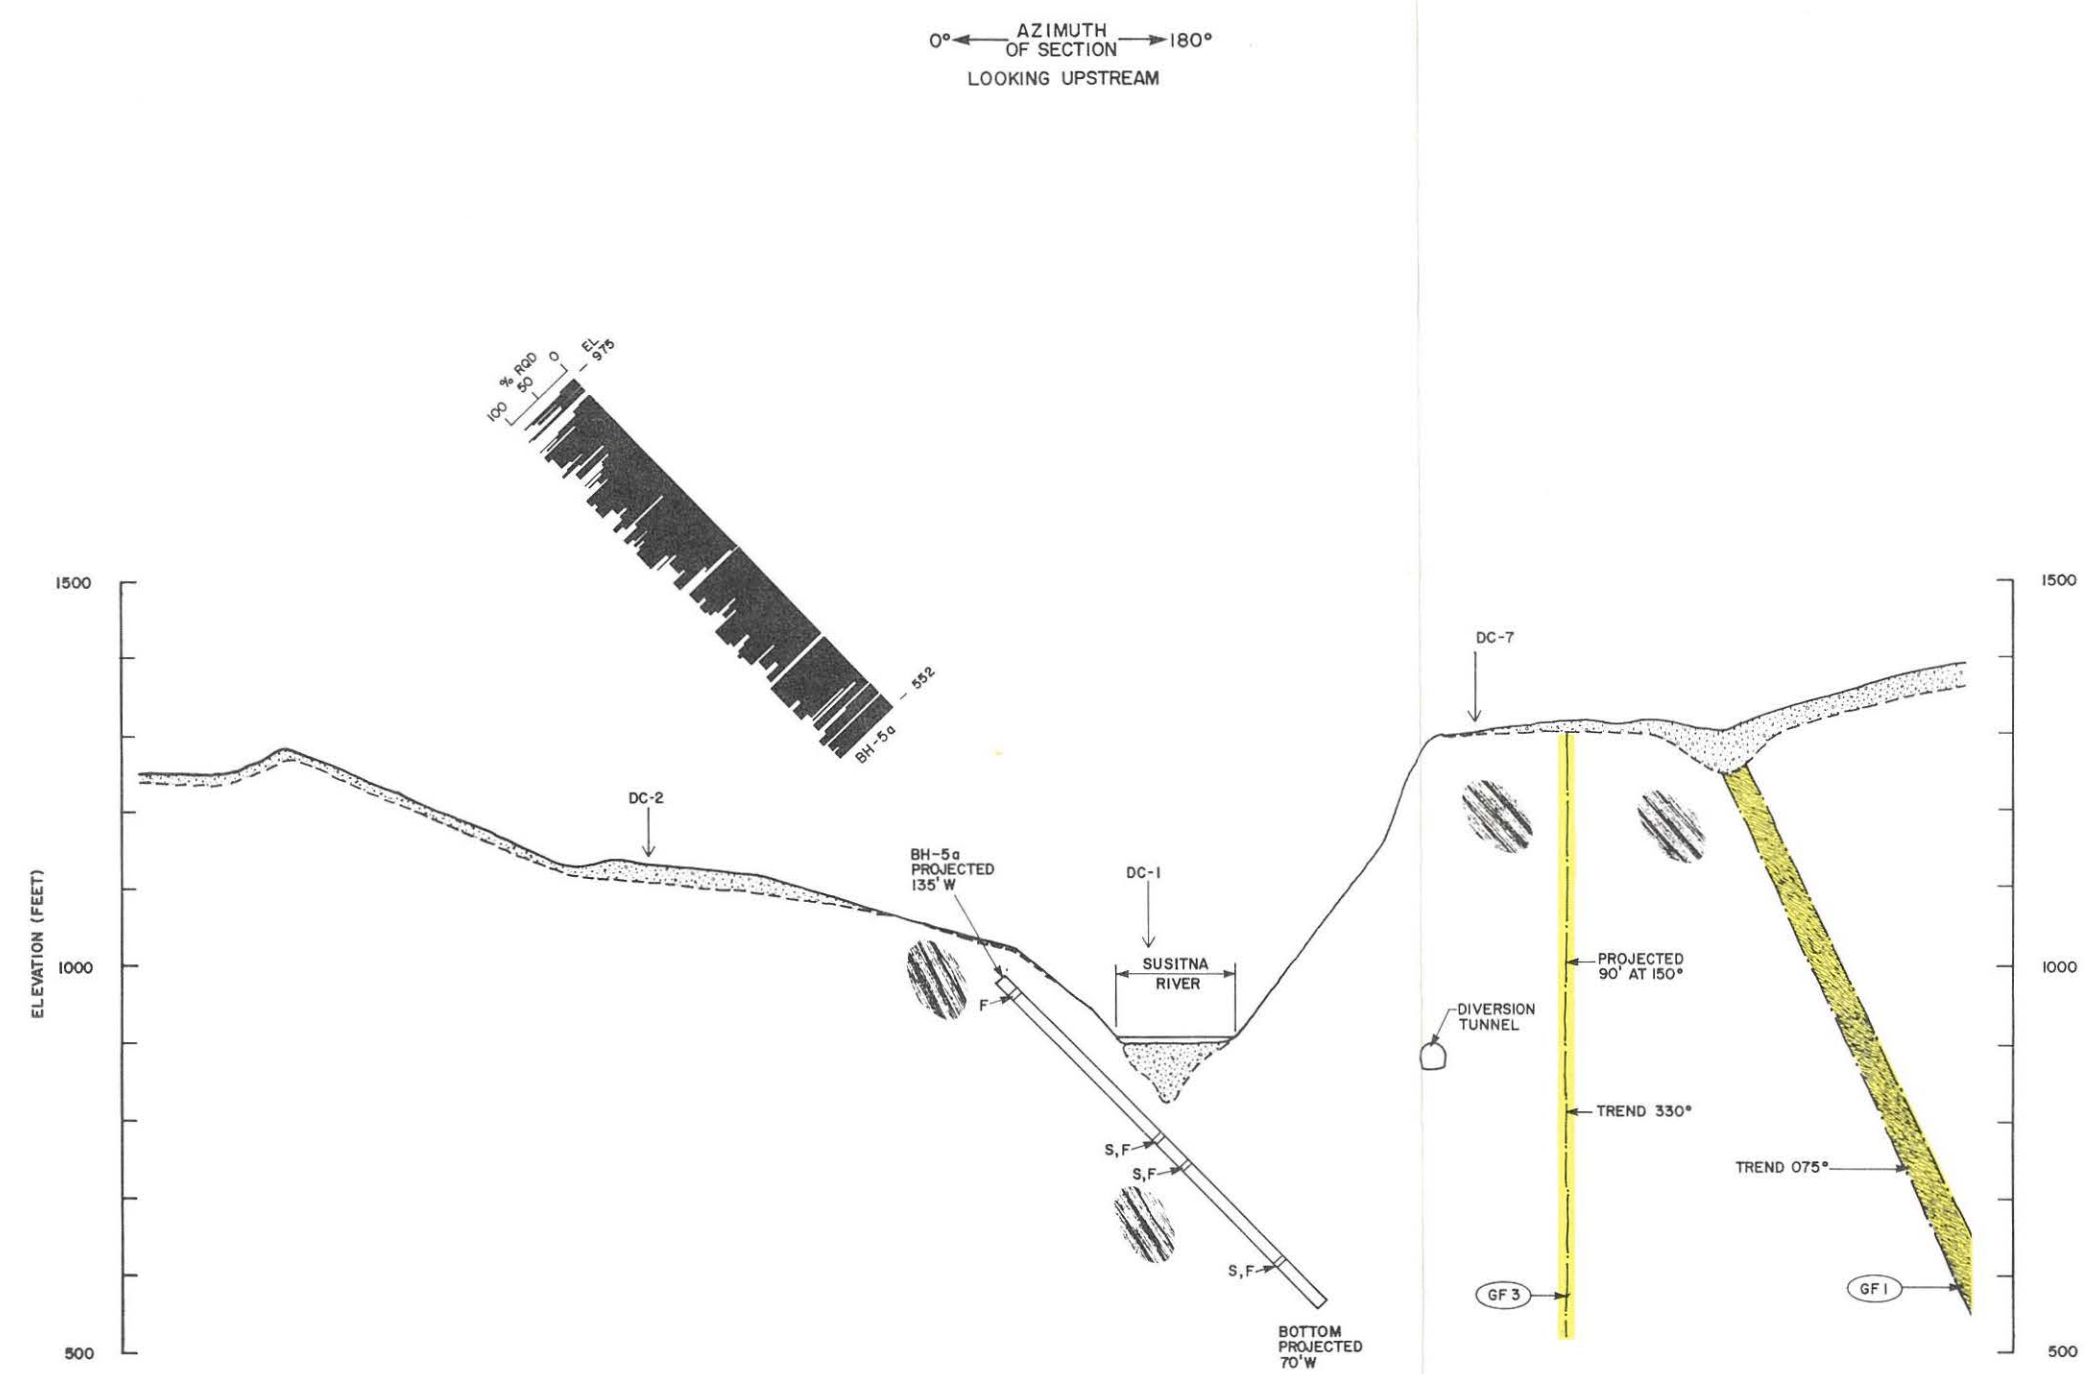 AZIMUTH
0° OF SECTION 180°
LOOKING UPSTREAM
% RQD
0
50
100
EL
975
552
BH-5a
1500
1000
500
ELEVATION (FEET)
DC-2
BH-5a
PROJECTED
135' W
F
DC-1
SUSITNA
RIVER
S,F
S,F
S,F
BOTTOM
PROJECTED
70' W
DC-7
DIVERSION
TUNNEL
PROJECTED
90' AT 150°
TREND 330°
TREND 075°
GF 3
GF 1
1500
1000
500